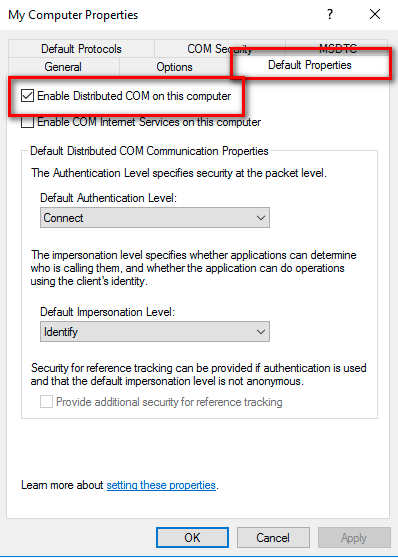 My Computer Properties
Default Protocols
COM Security
MSDTC
General
Options
Default Properties
Enable Distributed COM on this computer
Enable COM Internet Services on this computer
Default Distributed COM Communication Properties
The Authentication Level specifies security at the packet level.
Default Authentication Level:
Connect
The impersonation level specifies whether applications can determine
who is calling them, and whether the application can do operations
using the client's identity.
Default Impersonation Level:
Identify
Security for reference tracking can be provided if authentication is used
and that the default impersonation level is not anonymous.
Provide additional security for reference tracking
Learn more about setting these properties.
OK
Cancel
Apply